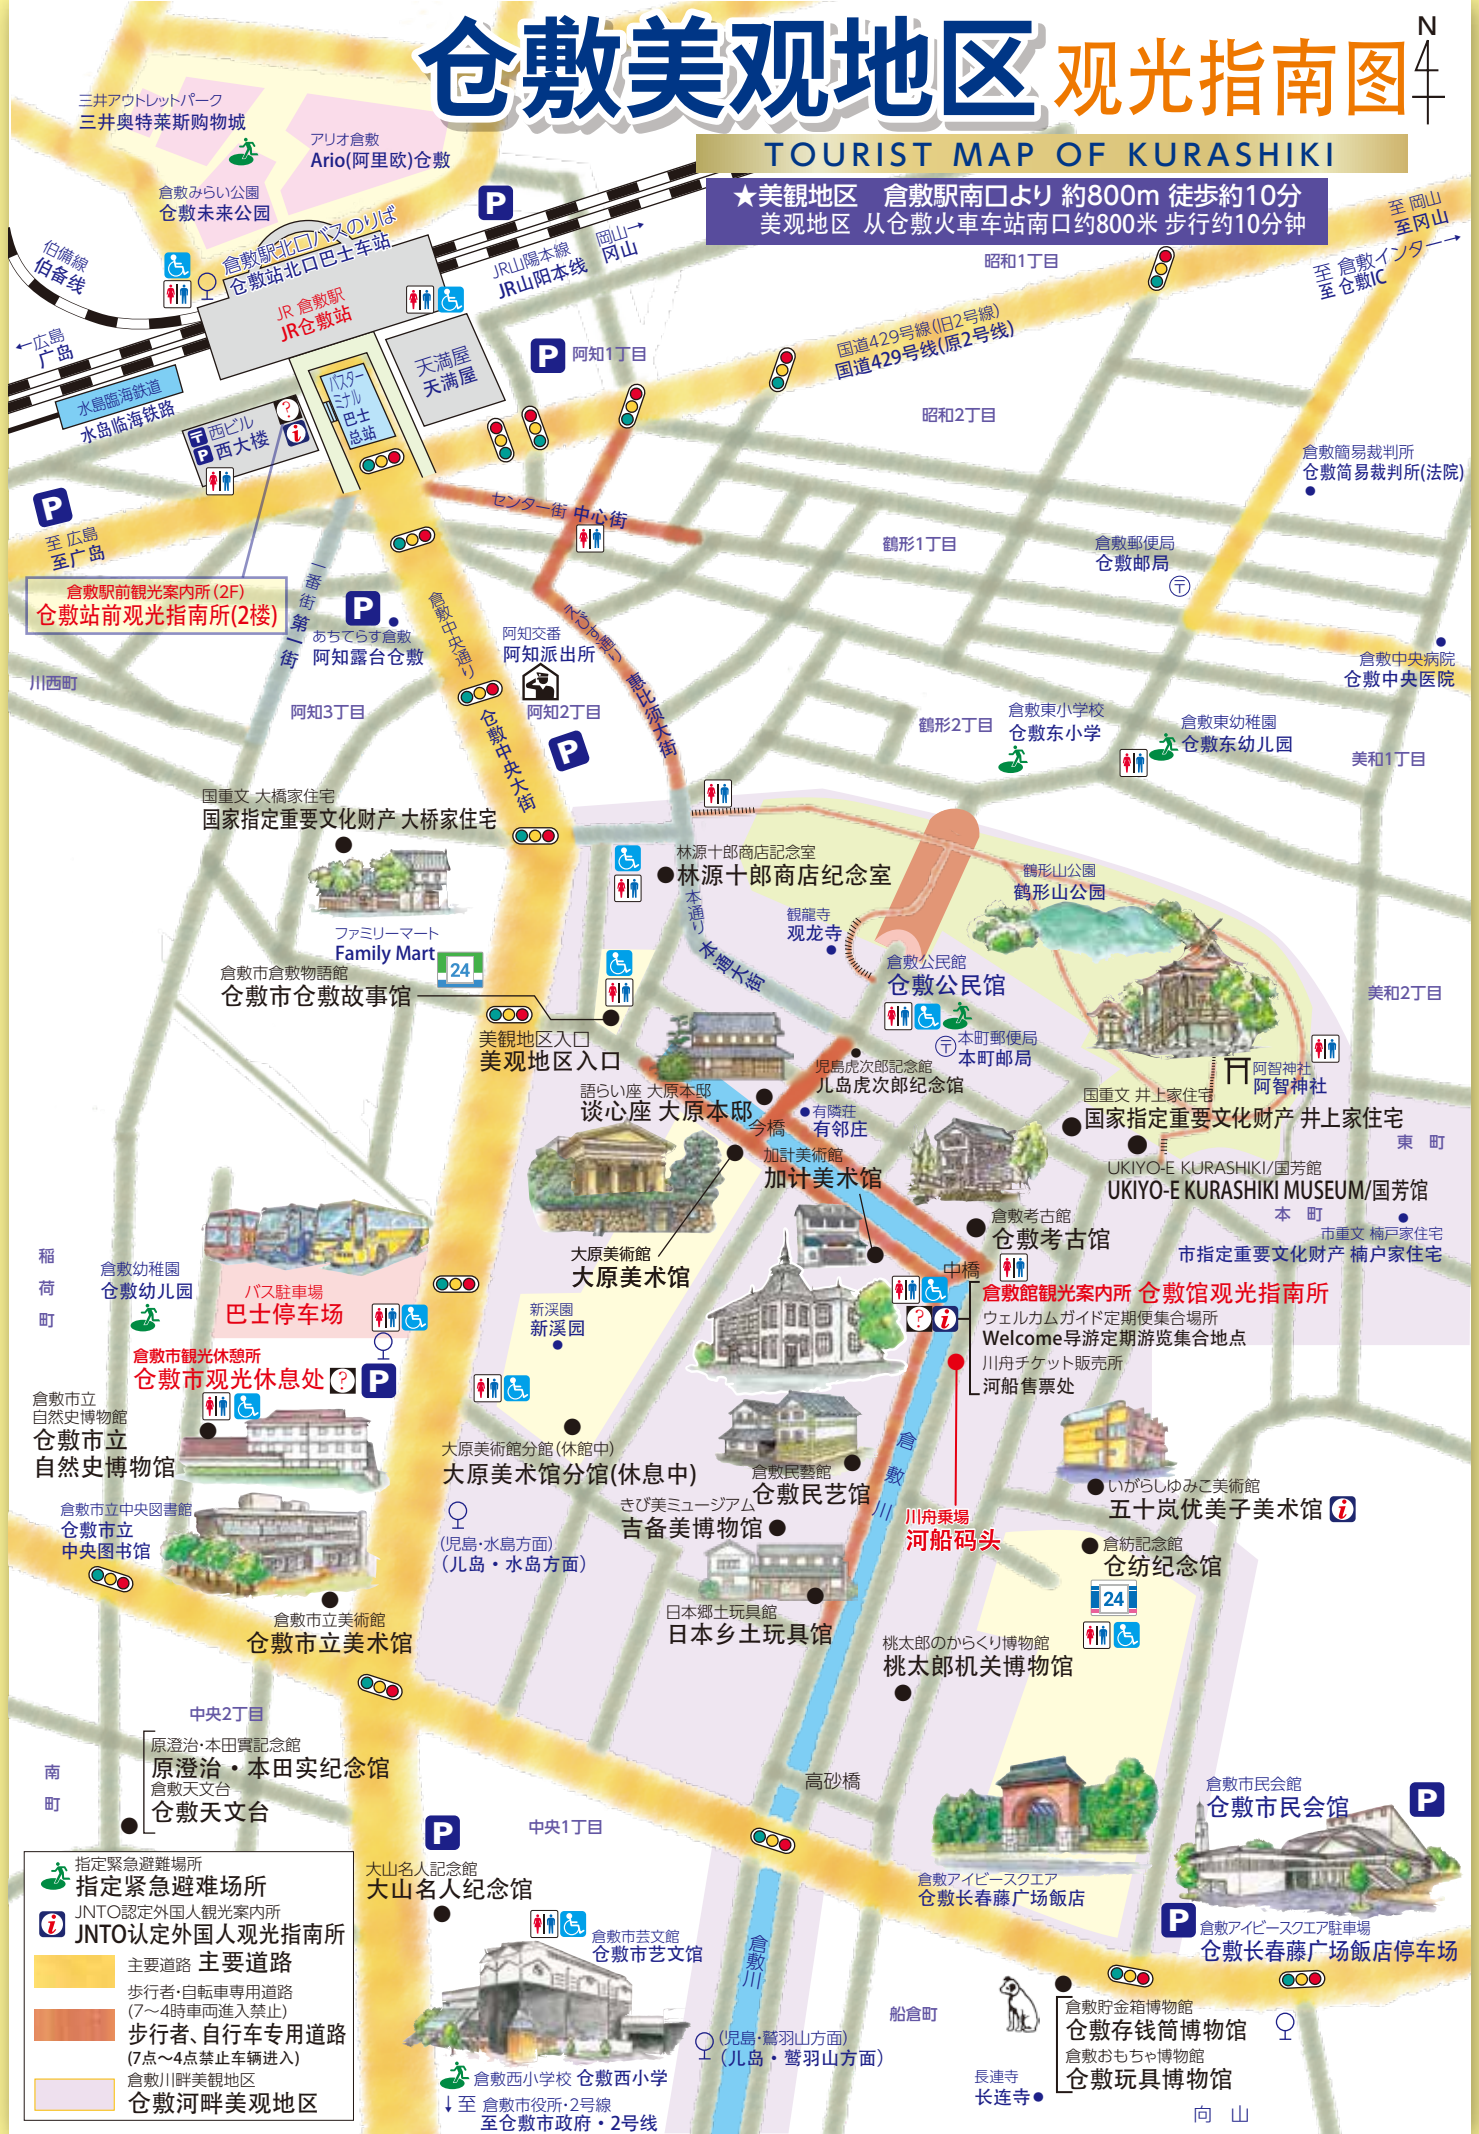 仓敷美观地区 观光指南图
N
TOURIST MAP OF KURASHIKI
★美観地区 倉敷駅南口より 約800m 徒歩約10分
美观地区 从仓敷火車车站南口约800米 步行约10分钟
三井アウトレットパーク
三井奥特莱斯购物城
アリオ倉敷
Ario(阿里欧)仓敷
倉敷みらい公園
仓敷未来公园
P
倉敷駅北口バスのりば
仓敷站北口巴士车站
伯備線
伯备线
JR山陽本線
JR山阳本线
岡山→
冈山
至 岡山
至冈山
至 倉敷インター→
至 仓敷IC
昭和1丁目
JR 倉敷駅
JR仓敷站
←広島
广岛
天満屋
天满屋
P
阿知1丁目
国道429号線(旧2号線)
国道429号线(原2号线)
水島臨海鉄道
水岛临海铁路
バスターミナル
巴士
总站
〒
西ビル
P
西大楼
?
i
昭和2丁目
倉敷簡易裁判所
仓敷简易裁判所(法院)
P
至 広島
至广岛
センター街 中心街
鶴形1丁目
倉敷郵便局
仓敷邮局
〒
倉敷駅前観光案内所(2F)
仓敷站前观光指南所(2楼)
一番街 第一街
P
あちてらす倉敷
阿知露台仓敷
倉敷中央通り
仓敷中央大街
阿知交番
阿知派出所
えびす通り
惠比须大街
倉敷中央病院
仓敷中央医院
川西町
阿知3丁目
阿知2丁目
P
鶴形2丁目
倉敷東小学校
仓敷东小学
倉敷東幼稚園
仓敷东幼儿园
美和1丁目
国重文 大橋家住宅
国家指定重要文化财产 大桥家住宅
林源十郎商店記念室
林源十郎商店纪念室
本通り
本通大街
鶴形山公園
鹤形山公园
観龍寺
观龙寺
ファミリーマート
Family Mart
24
倉敷市倉敷物語館
仓敷市仓敷故事馆
倉敷公民館
仓敷公民馆
〒
本町郵便局
本町邮局
美和2丁目
美観地区入口
美观地区入口
語らい座 大原本邸
谈心座 大原本邸
児島虎次郎記念館
儿岛虎次郎纪念馆
阿智神社
阿智神社
国重文 井上家住宅
国家指定重要文化财产 井上家住宅
今橋
有隣荘
有邻庄
加計美術館
加计美术馆
東町
UKIYO-E KURASHIKI/国芳館
UKIYO-E KURASHIKI MUSEUM/国芳馆
本町
市重文 楠戸家住宅
市指定重要文化财产 楠户家住宅
倉敷考古館
仓敷考古馆
大原美術館
大原美术馆
稲荷町
倉敷幼稚園
仓敷幼儿园
バス駐車場
巴士停车场
新渓園
新溪园
中橋
倉敷館観光案内所 仓敷馆观光指南所
? i
ウェルカムガイド定期便集合場所
Welcome导游定期游览集合地点
川舟チケット販売所
河船售票处
倉敷市観光休憩所
仓敷市观光休息处
?
P
倉敷市立
自然史博物館
仓敷市立
自然史博物馆
大原美術館分館(休館中)
大原美术馆分馆(休息中)
倉敷民藝館
仓敷民艺馆
倉敷川
いがらしゆみこ美術館
五十岚优美子美术馆
i
倉敷市立中央図書館
仓敷市立
中央图书馆
(児島・水島方面)
(儿岛・水岛方面)
きび美ミュージアム
吉备美博物馆
川舟乗場
河船码头
倉紡記念館
仓纺纪念馆
24
倉敷市立美術館
仓敷市立美术馆
日本郷土玩具館
日本乡土玩具馆
桃太郎のからくり博物館
桃太郎机关博物馆
中央2丁目
南町
原澄治・本田實記念館
原澄治・本田实纪念馆
倉敷天文台
仓敷天文台
高砂橋
倉敷市民会館
仓敷市民会馆
P
P
中央1丁目
大山名人記念館
大山名人纪念馆
倉敷アイビースクエア
仓敷长春藤广场飯店
P
倉敷アイビースクエア駐車場
仓敷长春藤广场飯店停车场
倉敷市芸文館
仓敷市艺文馆
倉敷川
船倉町
倉敷貯金箱博物館
仓敷存钱筒博物馆
倉敷おもちゃ博物館
仓敷玩具博物馆
(児島・鷲羽山方面)
(儿岛・鹫羽山方面)
長連寺
长连寺
向山
倉敷西小学校 仓敷西小学
↓至 倉敷市役所・2号線
至仓敷市政府・2号线
指定緊急避難場所
指定紧急避难场所
i
JNTO認定外国人観光案内所
JNTO认定外国人观光指南所
主要道路 主要道路
歩行者・自転車専用道路
(7〜4時車両進入禁止)
步行者、自行车专用道路
(7点〜4点禁止车辆进入)
倉敷川畔美観地区
仓敷河畔美观地区